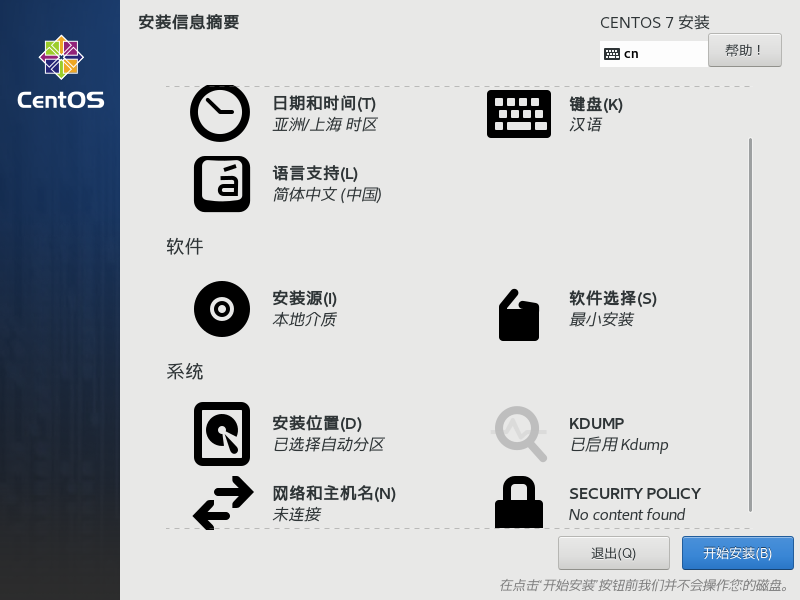 安装信息摘要
CENTOS 7 安装
cn
帮助！
CentOS
日期和时间(T)
亚洲/上海 时区
键盘(K)
汉语
语言支持(L)
简体中文 (中国)
软件
安装源(I)
本地介质
软件选择(S)
最小安装
系统
安装位置(D)
已选择自动分区
KDUMP
已启用 Kdump
网络和主机名(N)
未连接
SECURITY POLICY
No content found
退出(Q)
开始安装(B)
在点击'开始安装'按钮前我们并不会操作您的磁盘。